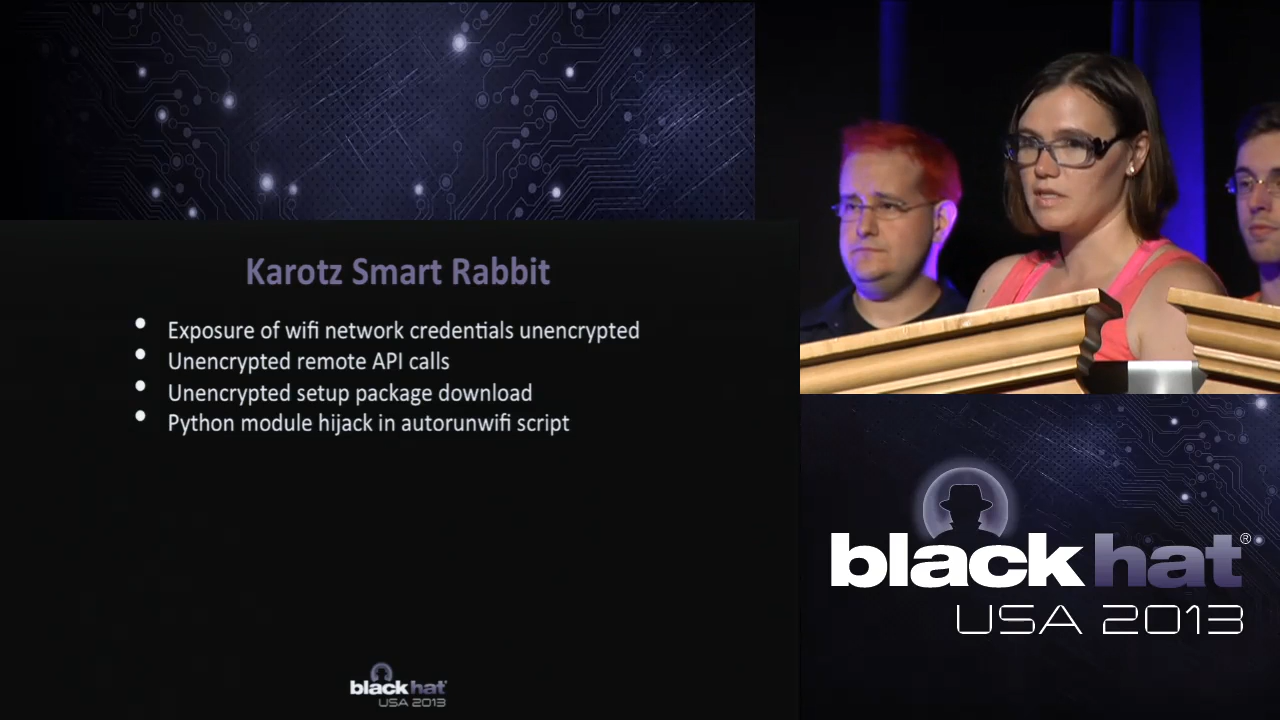 Karotz Smart Rabbit
Exposure of wifi network credentials unencrypted
Unencrypted remote API calls
Unencrypted setup package download
Python module hijack in autorunwifi script
black hat
USA 2013
black hat®
USA 2013